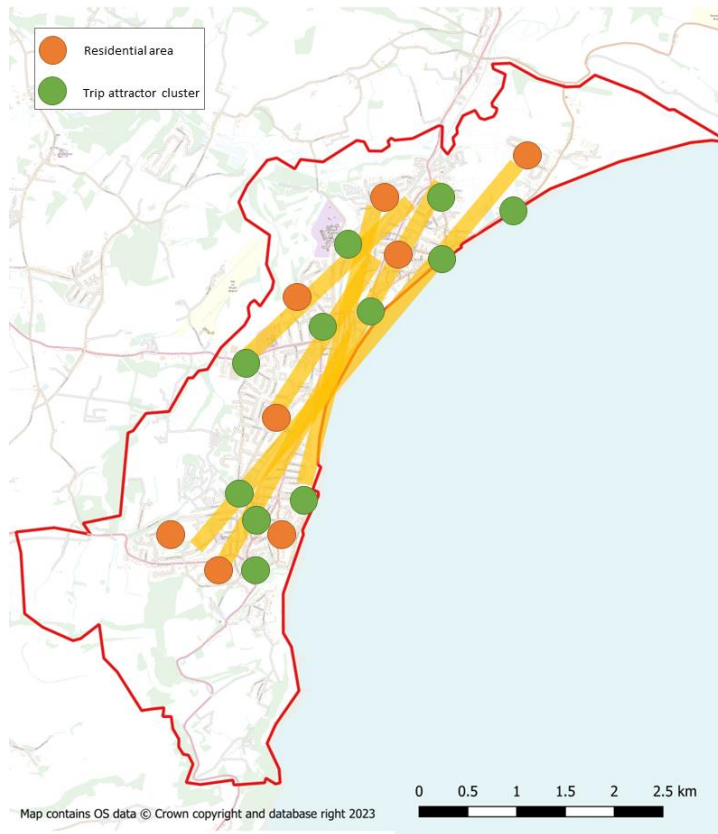 Residential area
Trip attractor cluster
0 0.5 1 1.5 2 2.5 km
Map contains OS data © Crown copyright and database right 2023